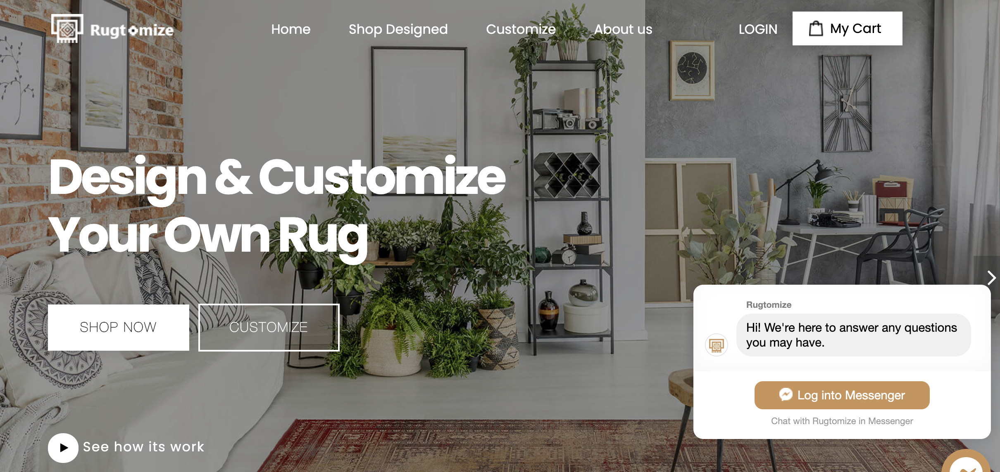 Rugtomize
Home
Shop Designed
Customize
About us
LOGIN
My Cart
Design & Customize
Your Own Rug
SHOP NOW
CUSTOMIZE
See how its work
Rugtomize
Hi! We're here to answer any questions
you may have.
Log into Messenger
Chat with Rugtomize in Messenger